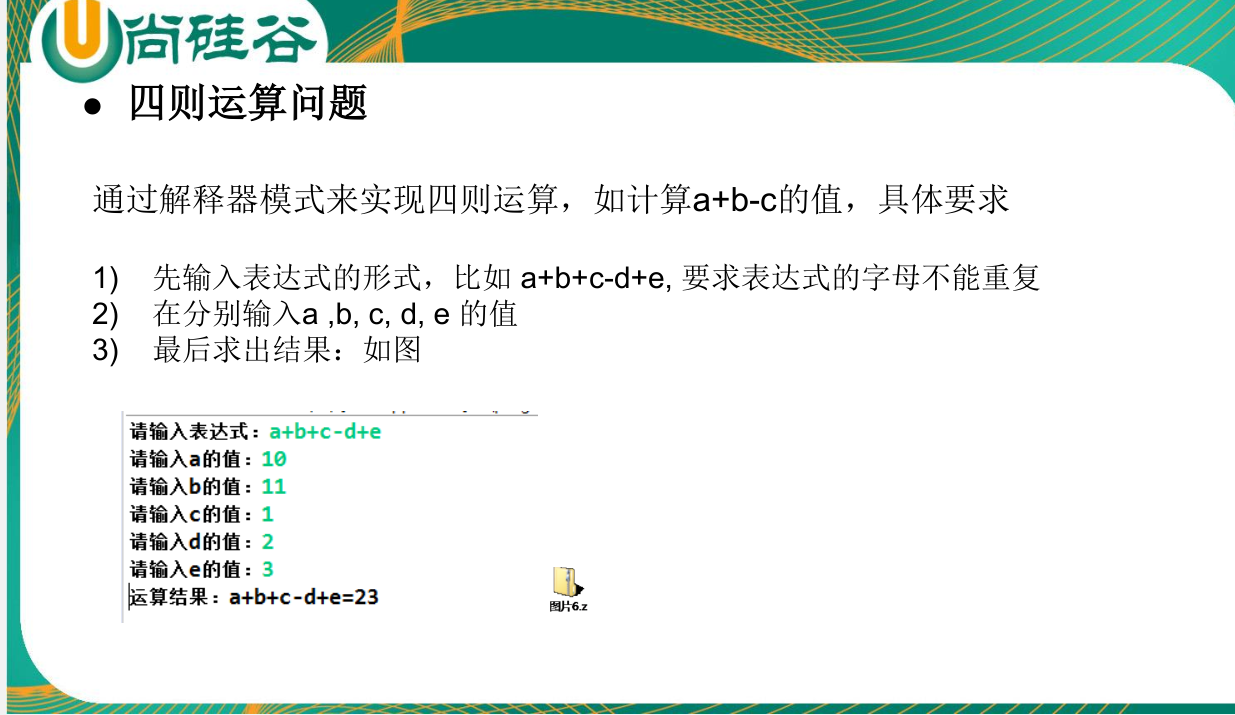 尚硅谷
● 四则运算问题
通过解释器模式来实现四则运算，如计算a+b-c的值，具体要求
1) 先输入表达式的形式，比如 a+b+c-d+e, 要求表达式的字母不能重复
2) 在分别输入a ,b, c, d, e 的值
3) 最后求出结果：如图
请输入表达式：a+b+c-d+e
请输入a的值：10
请输入b的值：11
请输入c的值：1
请输入d的值：2
请输入e的值：3
运算结果：a+b+c-d+e=23
图片6.z